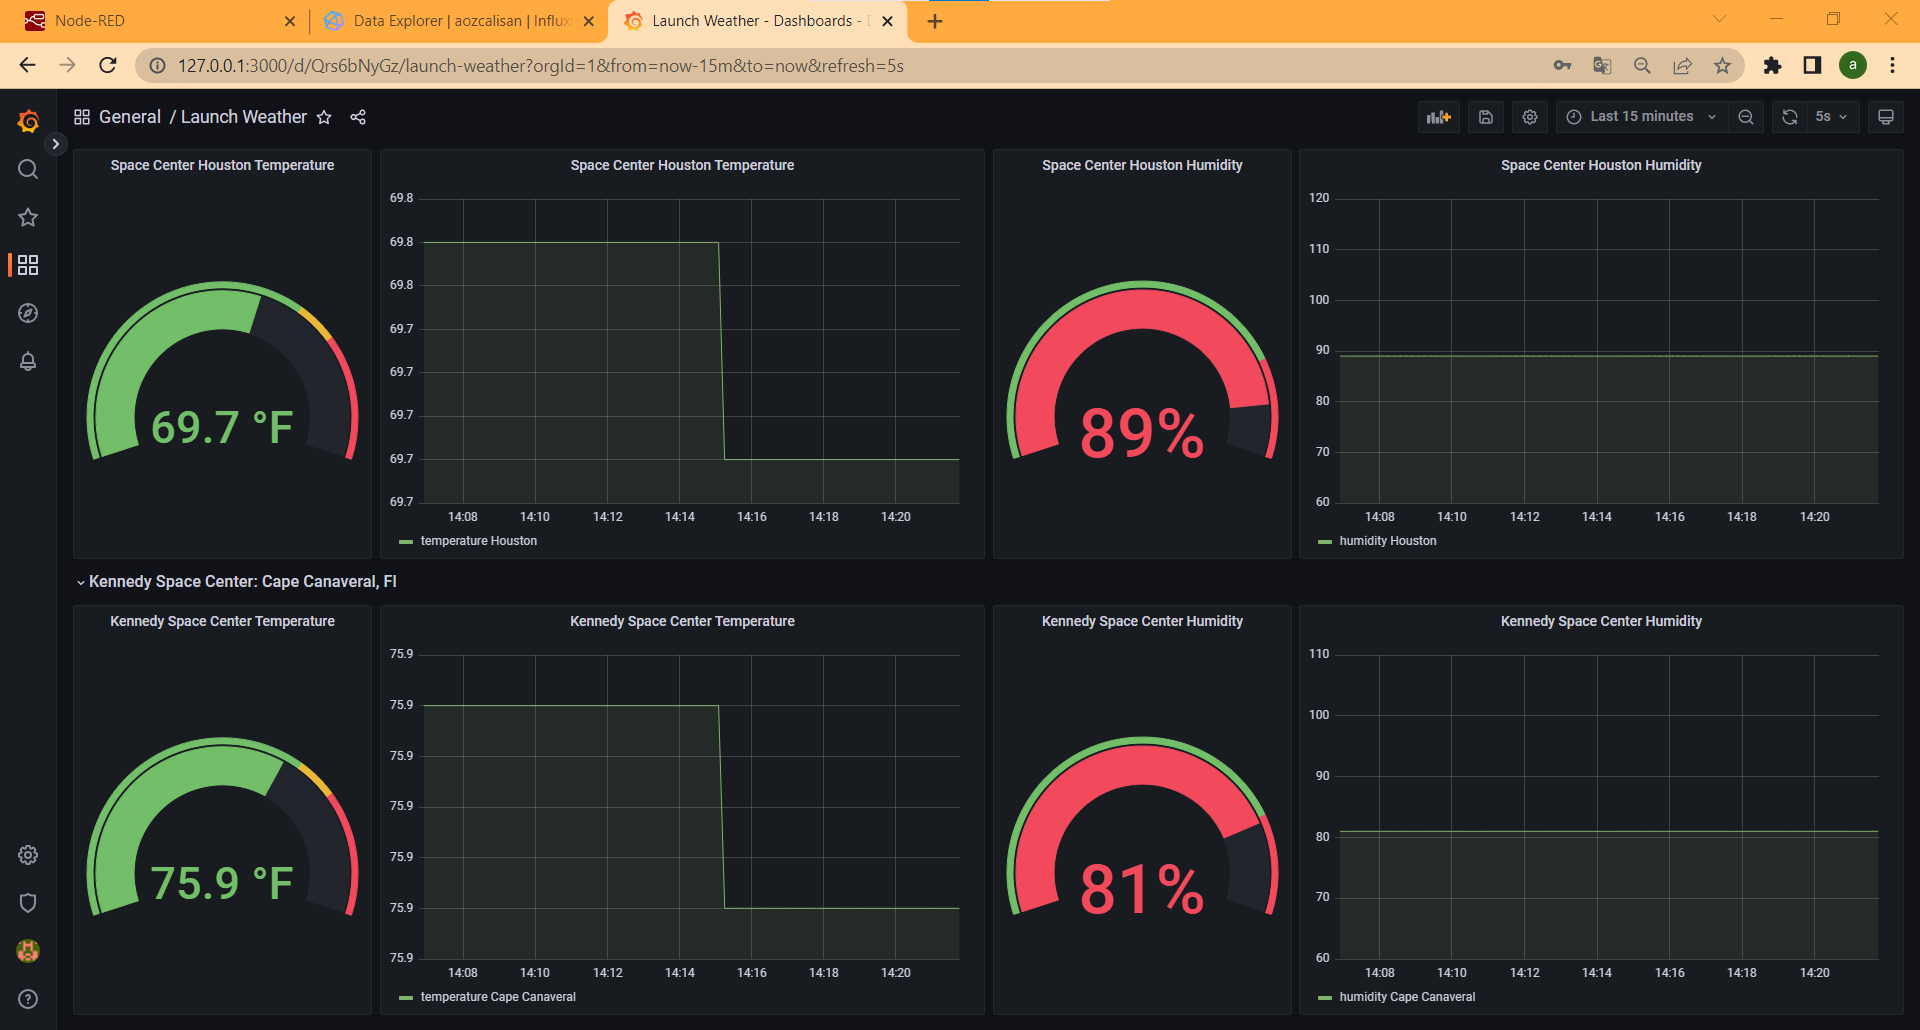 Node-RED
Data Explorer | aozcalisan | Influx
Launch Weather - Dashboards -
127.0.0.1:3000/d/Qrs6bNyGz/launch-weather?orgId=1&from=now-15m&to=now&refresh=5s
a
General / Launch Weather
Last 15 minutes
5s
Space Center Houston Temperature
69.7 °F
Space Center Houston Temperature
69.8
69.8
69.8
69.7
69.7
69.7
69.7
69.7
14:08 14:10 14:12 14:14 14:16 14:18 14:20
temperature Houston
Space Center Houston Humidity
89%
Space Center Houston Humidity
120
110
100
90
80
70
60
14:08 14:10 14:12 14:14 14:16 14:18 14:20
humidity Houston
Kennedy Space Center: Cape Canaveral, Fl
Kennedy Space Center Temperature
75.9 °F
Kennedy Space Center Temperature
75.9
75.9
75.9
75.9
75.9
75.9
75.9
14:08 14:10 14:12 14:14 14:16 14:18 14:20
temperature Cape Canaveral
Kennedy Space Center Humidity
81%
Kennedy Space Center Humidity
110
100
90
80
70
60
14:08 14:10 14:12 14:14 14:16 14:18 14:20
humidity Cape Canaveral